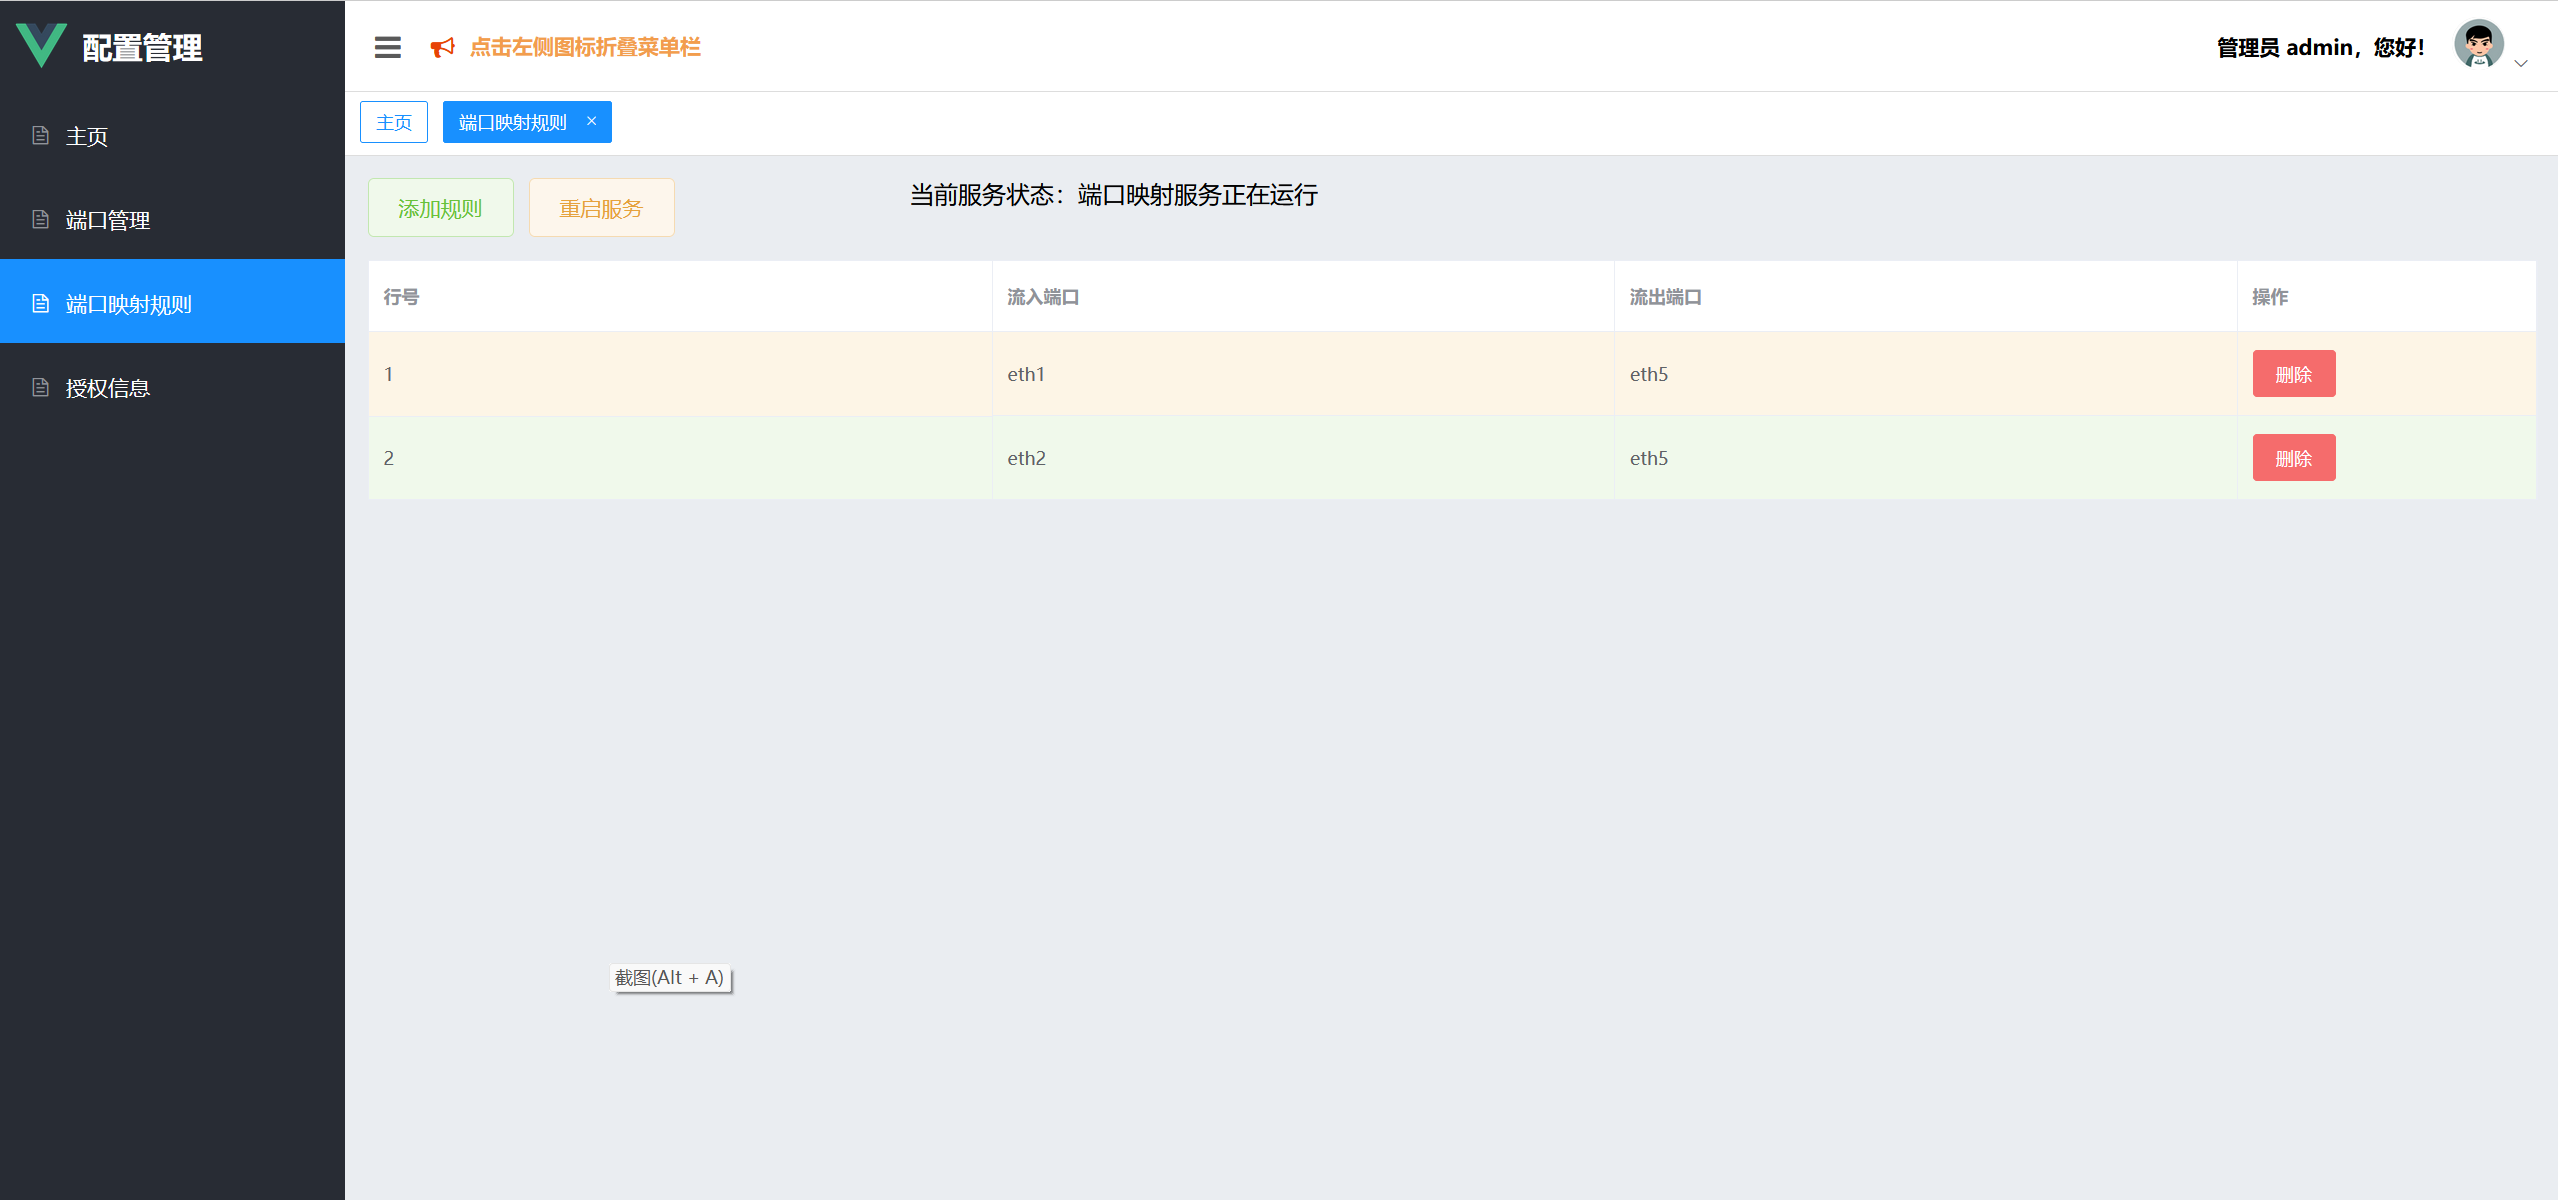 配置管理
点击左侧图标折叠菜单栏
管理员 admin，您好！
主页
端口管理
端口映射规则
授权信息
主页
端口映射规则 ×
添加规则
重启服务
当前服务状态：端口映射服务正在运行
行号 流入端口 流出端口 操作
1 eth1 eth5 删除
2 eth2 eth5 删除
截图(Alt + A)